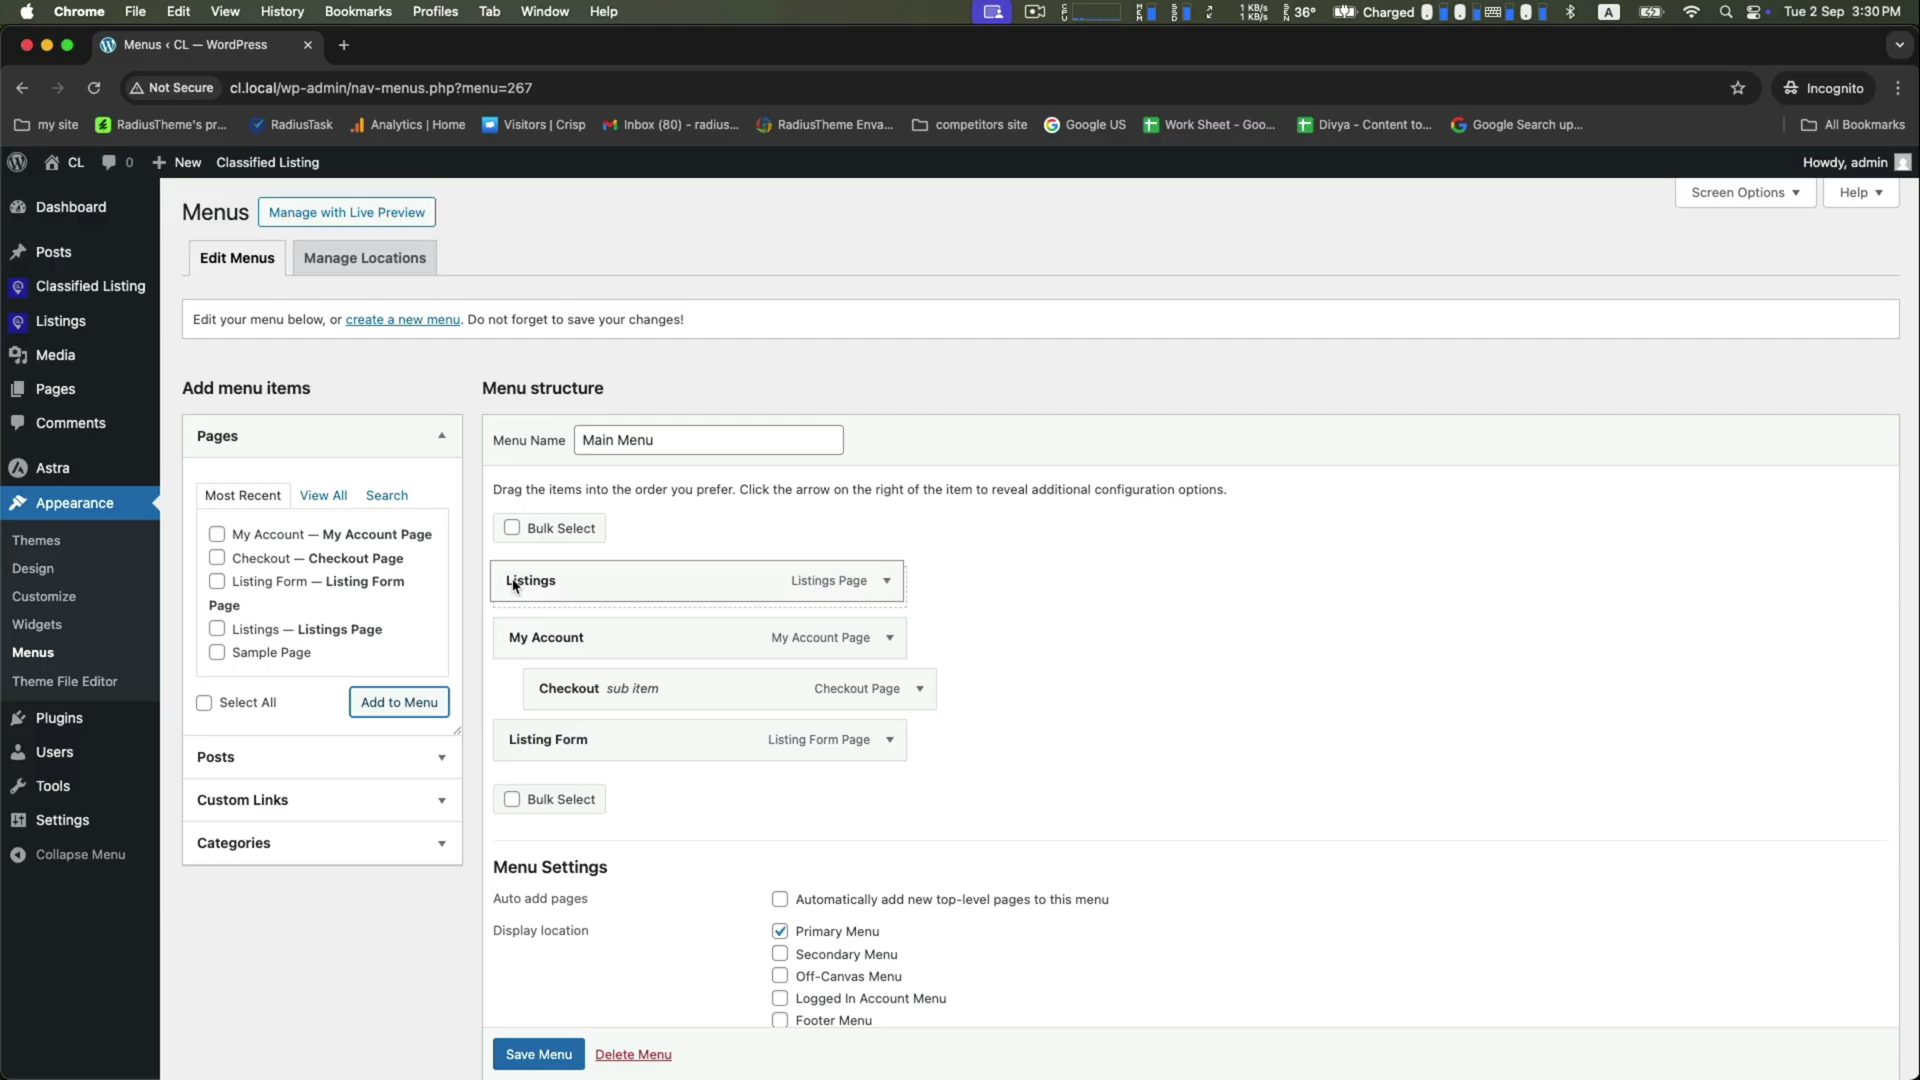 Chrome File Edit View History Bookmarks Profiles Tab Window Help
1 KB/s
1 KB/s
36° Charged A Tue 2 Sep 3:30 PM
Menus ‹ CL — WordPress
Not Secure cl.local/wp-admin/nav-menus.php?menu=267 Incognito
my site RadiusTheme's pr... RadiusTask Analytics | Home Visitors | Crisp Inbox (80) - radius... RadiusTheme Enva... competitors site Google US Work Sheet - Goo... Divya - Content to... Google Search up... All Bookmarks
CL 0 New Classified Listing Howdy, admin
Dashboard
Posts
Classified Listing
Listings
Media
Pages
Comments
Astra
Appearance
Themes
Design
Customize
Widgets
Menus
Theme File Editor
Plugins
Users
Tools
Settings
Collapse Menu
Screen Options Help
Menus Manage with Live Preview
Edit Menus Manage Locations
Edit your menu below, or create a new menu. Do not forget to save your changes!
Add menu items
Pages
Most Recent View All Search
My Account — My Account Page
Checkout — Checkout Page
Listing Form — Listing Form
Page
Listings — Listings Page
Sample Page
Select All Add to Menu
Posts
Custom Links
Categories
Menu structure
Menu Name Main Menu
Drag the items into the order you prefer. Click the arrow on the right of the item to reveal additional configuration options.
Bulk Select
Listings Listings Page
My Account My Account Page
Checkout sub item Checkout Page
Listing Form Listing Form Page
Bulk Select
Menu Settings
Auto add pages Automatically add new top-level pages to this menu
Display location Primary Menu
Secondary Menu
Off-Canvas Menu
Logged In Account Menu
Footer Menu
Save Menu Delete Menu